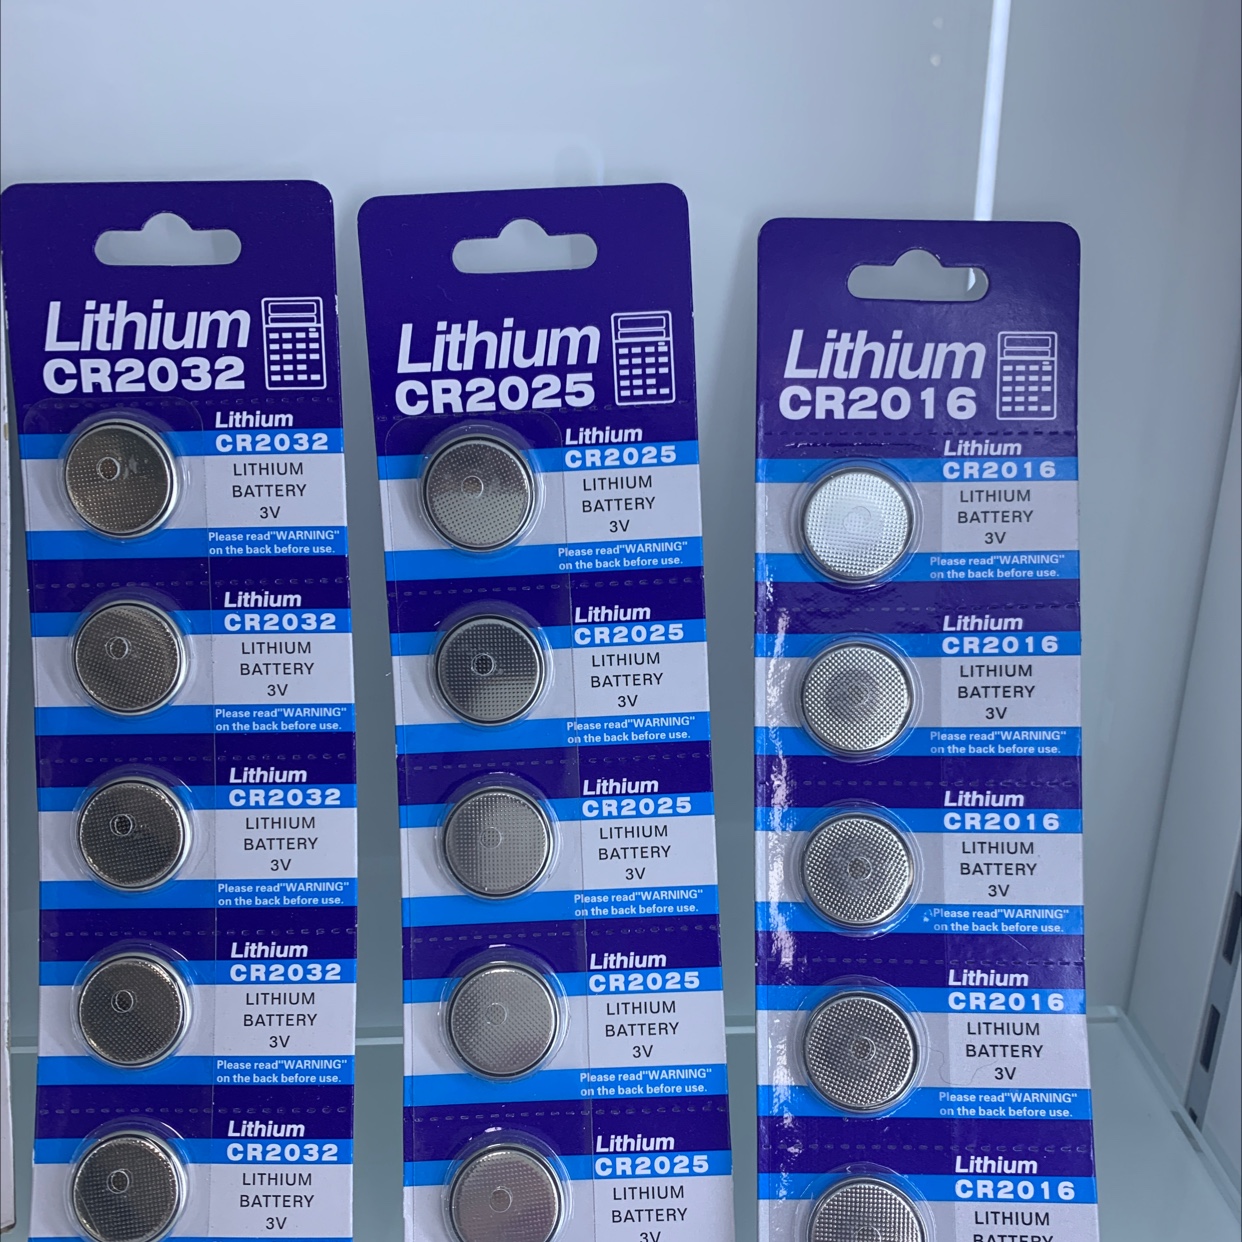 Lithium
CR2032
Lithium
CR2032
LITHIUM
BATTERY
3V
Please read"WARNING"
on the back before use.
Lithium
CR2032
LITHIUM
BATTERY
3V
Please read"WARNING"
on the back before use.
Lithium
CR2032
LITHIUM
BATTERY
3V
Please read"WARNING"
on the back before use.
Lithium
CR2032
LITHIUM
BATTERY
3V
Please read"WARNING"
on the back before use.
Lithium
CR2032
LITHIUM
BATTERY
3V
Lithium
CR2025
Lithium
CR2025
LITHIUM
BATTERY
3V
Please read"WARNING"
on the back before use.
Lithium
CR2025
LITHIUM
BATTERY
3V
Please read"WARNING"
on the back before use.
Lithium
CR2025
LITHIUM
BATTERY
3V
Please read"WARNING"
on the back before use.
Lithium
CR2025
LITHIUM
BATTERY
3V
Please read"WARNING"
on the back before use.
Lithium
CR2025
LITHIUM
BATTERY
3V
Lithium
CR2016
Lithium
CR2016
LITHIUM
BATTERY
3V
Please read"WARNING"
on the back before use.
Lithium
CR2016
LITHIUM
BATTERY
3V
Please read"WARNING"
on the back before use.
Lithium
CR2016
LITHIUM
BATTERY
3V
Please read"WARNING"
on the back before use.
Lithium
CR2016
LITHIUM
BATTERY
3V
Please read"WARNING"
on the back before use.
Lithium
CR2016
LITHIUM
BATTERY